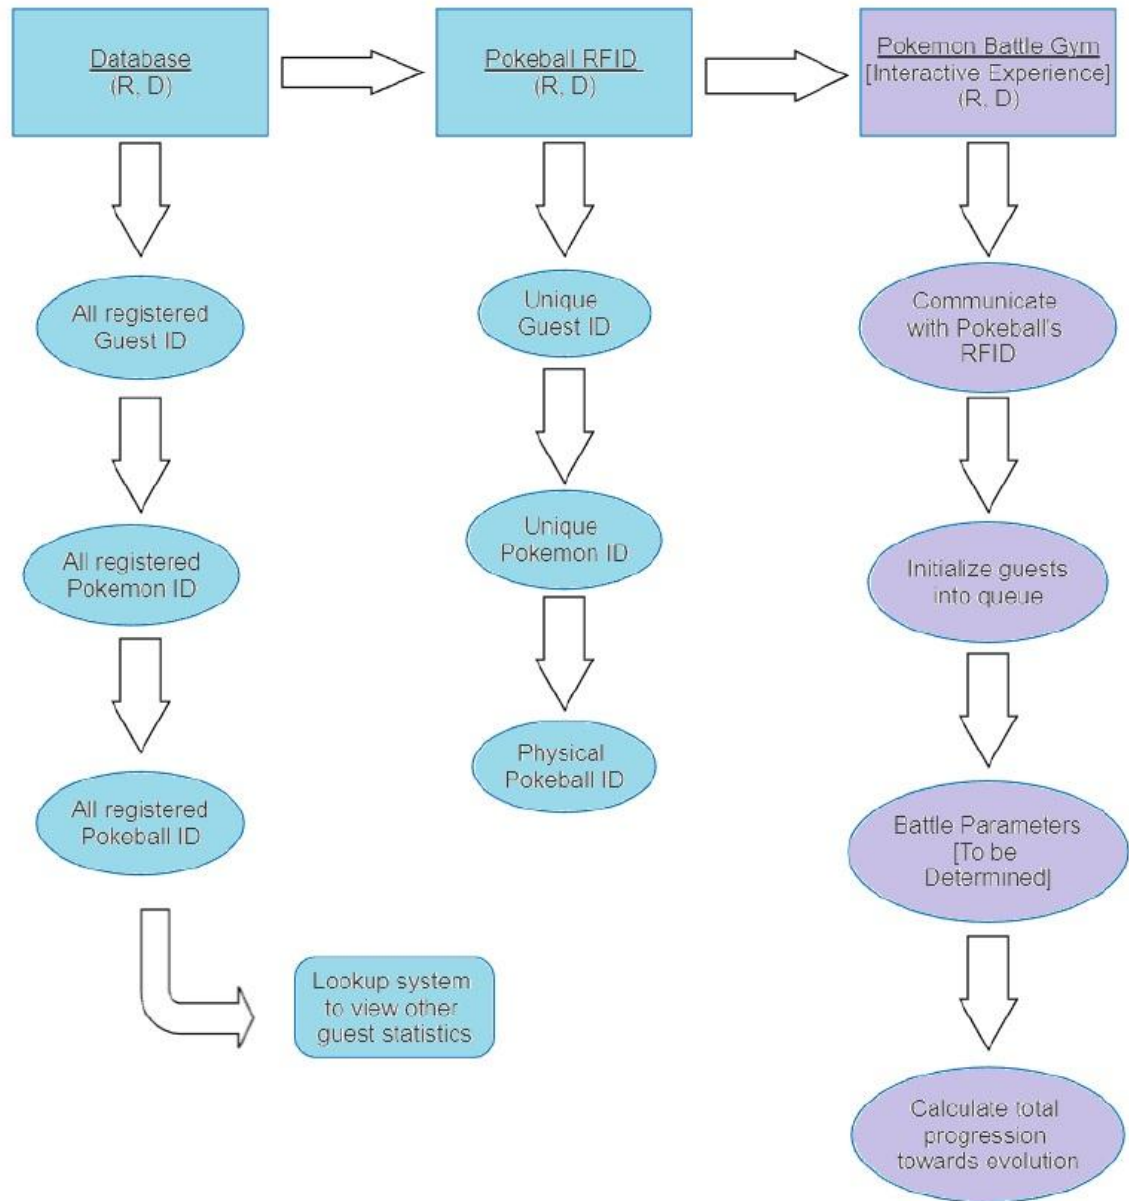 Database
(R, D)
Pokeball RFID
(R, D)
Pokemon Battle Gym
[Interactive Experience]
(R, D)
All registered
Guest ID
All registered
Pokemon ID
All registered
Pokeball ID
Lookup system
to view other
guest statistics
Unique
Guest ID
Unique
Pokemon ID
Physical
Pokeball ID
Communicate
with Pokeball's
RFID
Initialize guests
into queue
Battle Parameters
[To be
Determined]
Calculate total
progression
towards evolution